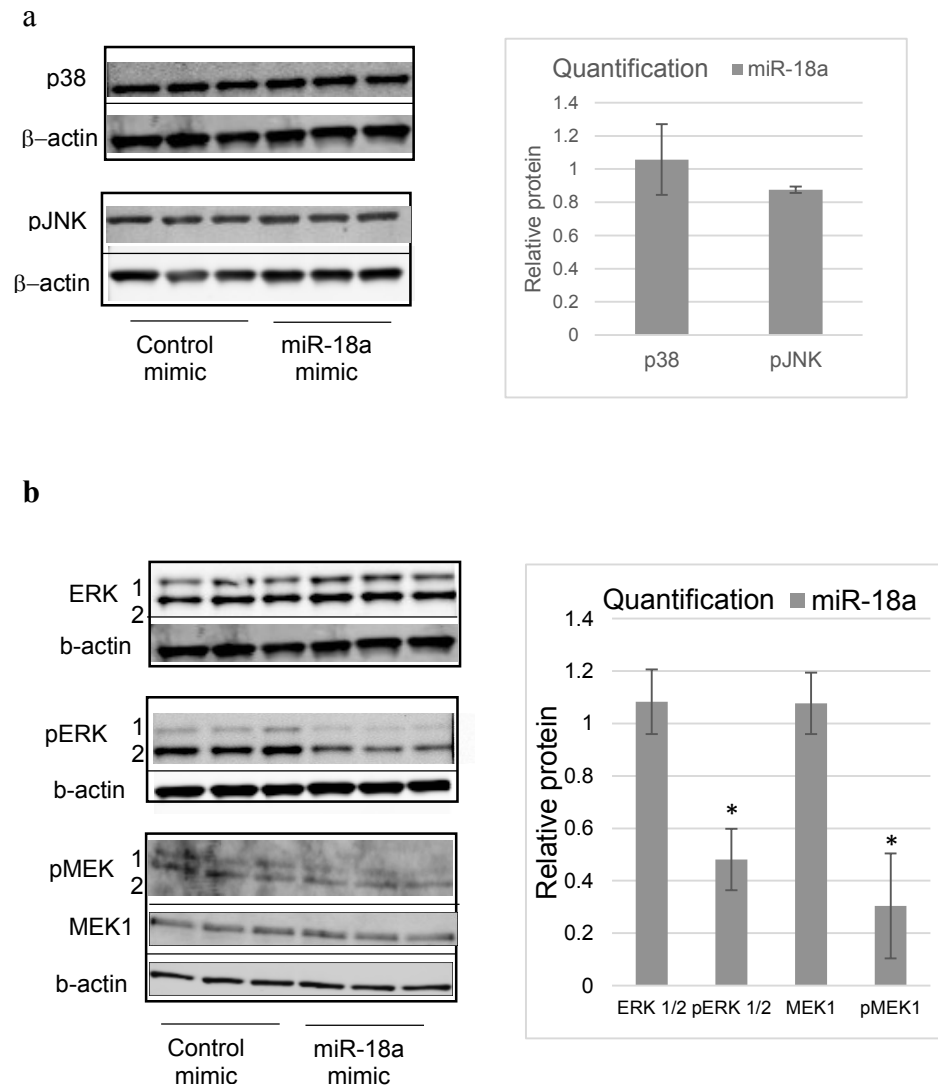 a
p38
β–actin
pJNK
β–actin
Control
mimic
miR-18a
mimic
Quantification miR-18a
1.4
1.2
1
0.8
0.6
0.4
0.2
0
Relative protein
p38
pJNK
b
ERK 1
2
b-actin
pERK 1
2
b-actin
pMEK 1
2
MEK1
b-actin
Control
mimic
miR-18a
mimic
Quantification miR-18a
1.4
1.2
1
0.8
0.6
0.4
0.2
0
Relative protein
*
*
ERK 1/2 pERK 1/2 MEK1 pMEK1